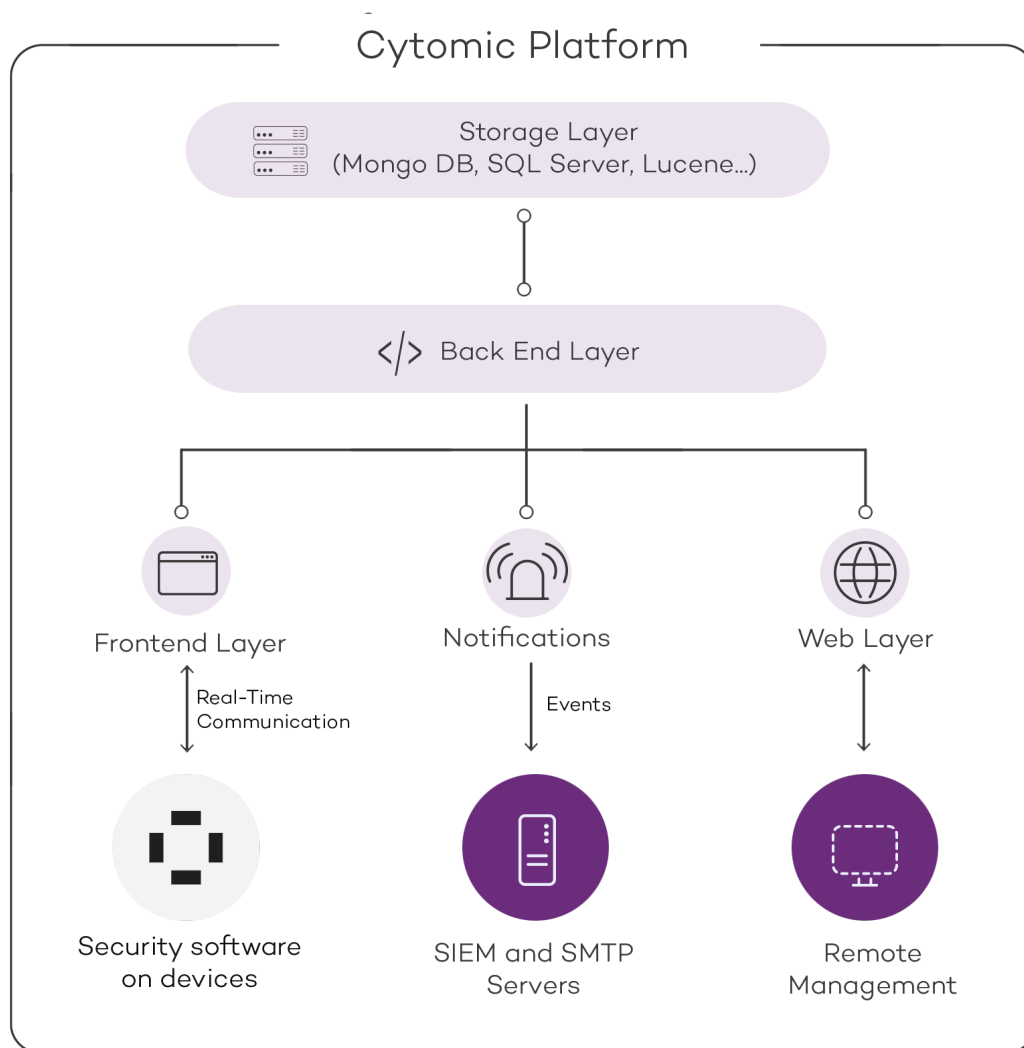 Cytomic Platform
Storage Layer
(Mongo DB, SQL Server, Lucene...)
</> Back End Layer
Frontend Layer
Notifications
Web Layer
Real-Time
Communication
Events
Security software
on devices
SIEM and SMTP
Servers
Remote
Management